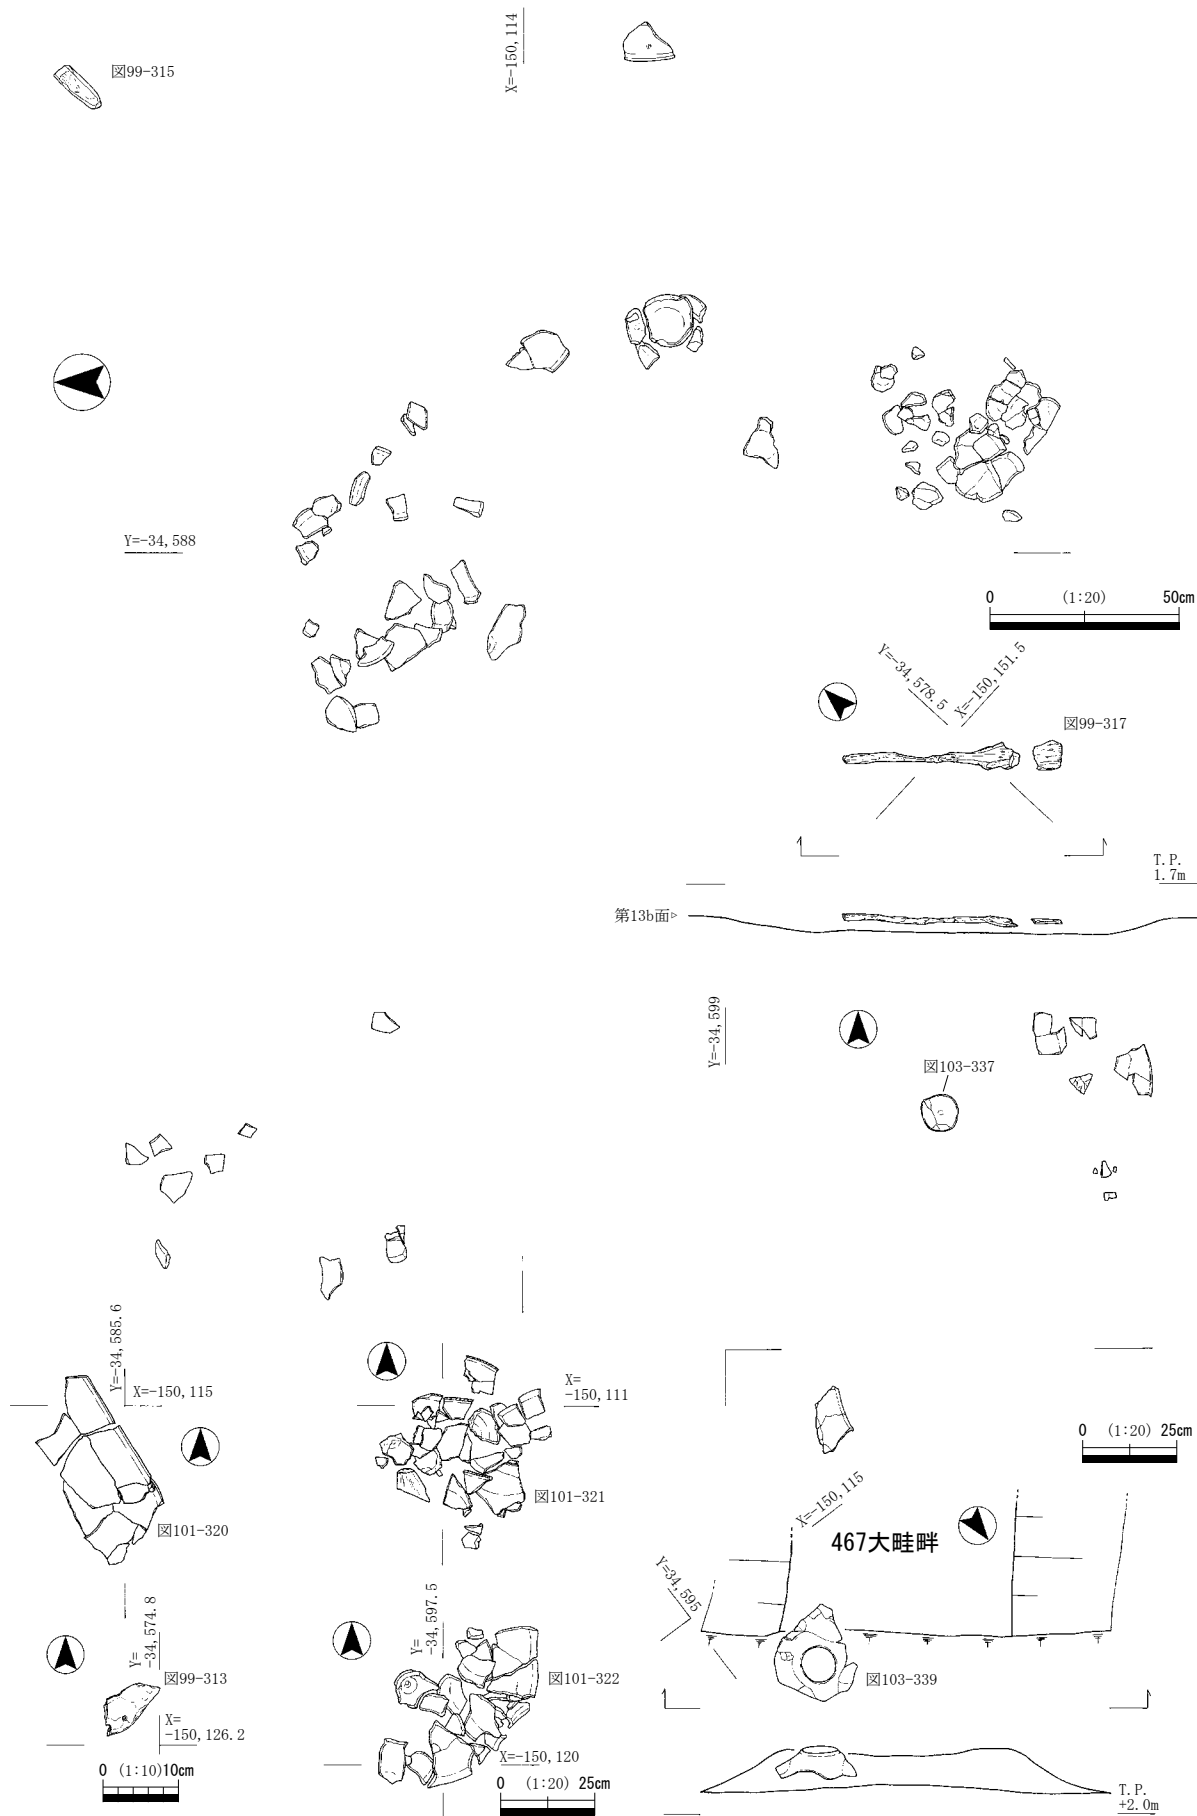 X=-150,114
図99-315
Y=-34,588
0 (1:20) 50cm
Y=-34,578.5
X=-150,151.5
図99-317
T.P.
1.7m
第13b面▹
Y=-34,599
図103-337
Y=-34,585.6
X=-150,115
X=
-150,111
0 (1:20) 25cm
図101-320
図101-321
X=-150,115
467大畦畔
Y=34,595
Y=
-34,574.8
Y=
-34,597.5
図99-313
図101-322
図103-339
X=
-150,126.2
X=-150,120
0 (1:10)10cm
0 (1:20) 25cm
T.P.
+2.0m